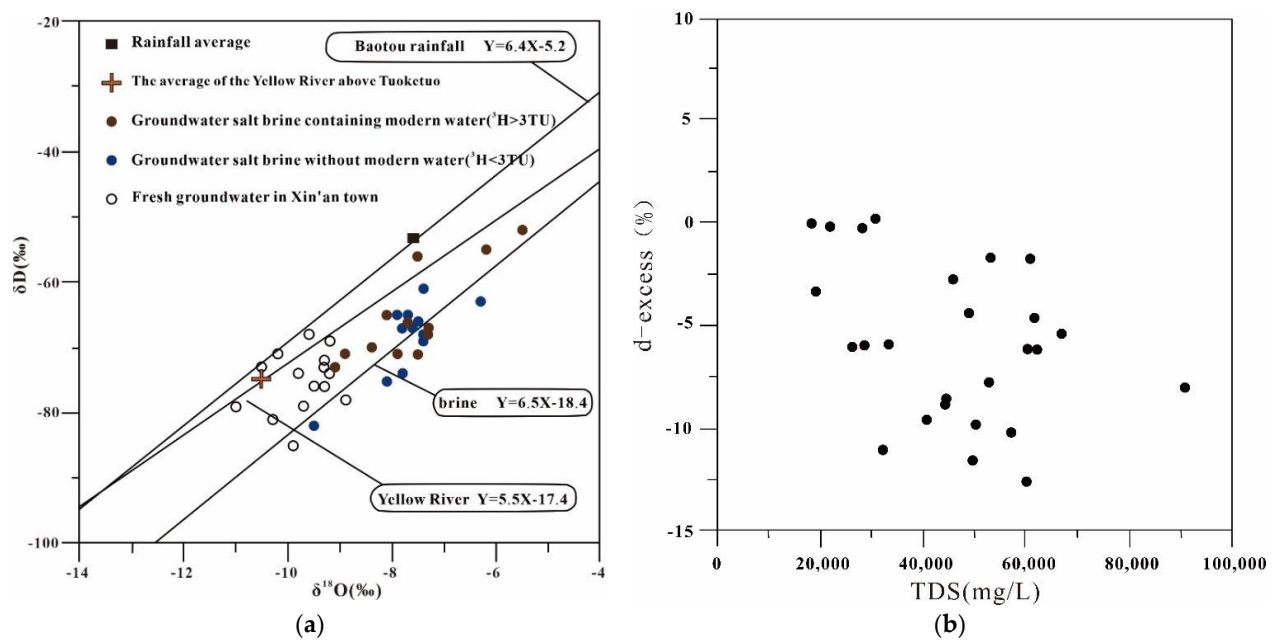 -20
-40
-60
-80
-100
-14
-12
-10
-8
-6
-4
δD(‰)
δ¹⁸O(‰)
Rainfall average
The average of the Yellow River above Tuoketuo
Groundwater salt brine containing modern water(³H>3TU)
Groundwater salt brine without modern water(³H<3TU)
Fresh groundwater in Xin'an town
Baotou rainfall Y=6.4X-5.2
brine Y=6.5X-18.4
Yellow River Y=5.5X-17.4
(a)
10
5
0
-5
-10
-15
0
20,000
40,000
60,000
80,000
100,000
d-excess (%)
TDS(mg/L)
(b)